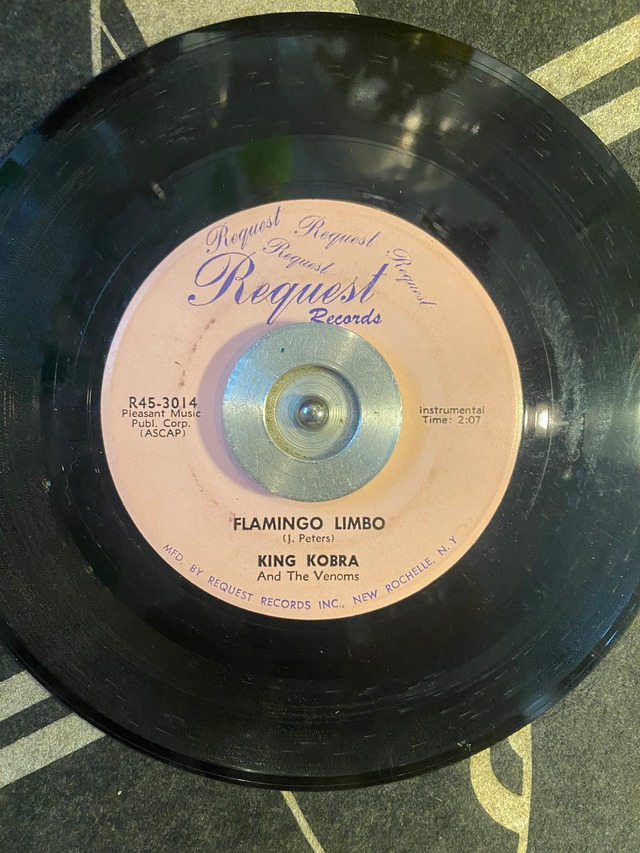 Request Request
Request Request
Request
Records
R45-3014
Pleasant Music
Publ. Corp.
(ASCAP)
Instrumental
Time: 2:07
FLAMINGO LIMBO
(J. Peters)
KING KOBRA
And The Venoms
MFD. BY REQUEST RECORDS INC., NEW ROCHELLE, N.Y